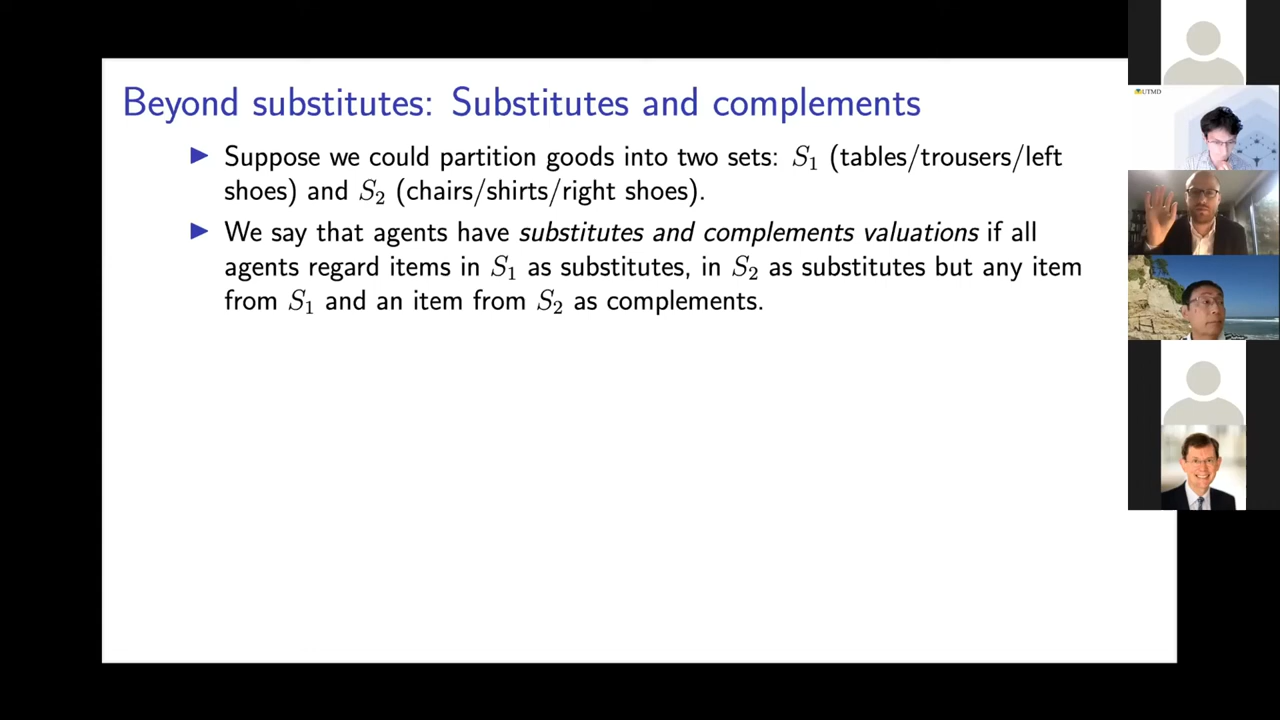 Beyond substitutes: Substitutes and complements
▶ Suppose we could partition goods into two sets: S₁ (tables/trousers/left
shoes) and S₂ (chairs/shirts/right shoes).
▶ We say that agents have substitutes and complements valuations if all
agents regard items in S₁ as substitutes, in S₂ as substitutes but any item
from S₁ and an item from S₂ as complements.
UTMD